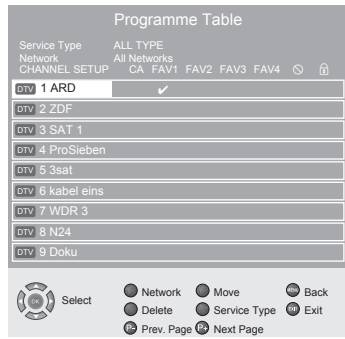 Programme Table
Service Type ALL TYPE
Network All Networks
CHANNEL SETUP CA FAV1 FAV2 FAV3 FAV4
DTV 1 ARD
DTV 2 ZDF
DTV 3 SAT 1
DTV 4 ProSieben
DTV 5 3sat
DTV 6 kabel eins
DTV 7 WDR 3
DTV 8 N24
DTV 9 Doku
OK Select Network Move MENU Back
Delete Service Type EXIT Exit
P- Prev. Page P+ Next Page